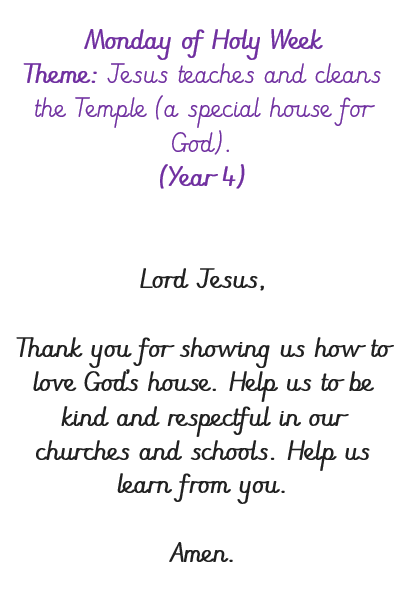 Monday of Holy Week
Theme: Jesus teaches and cleans
the Temple (a special house for
God).
(Year 4)
Lord Jesus,
Thank you for showing us how to
love God's house. Help us to be
kind and respectful in our
churches and schools. Help us
learn from you.
Amen.